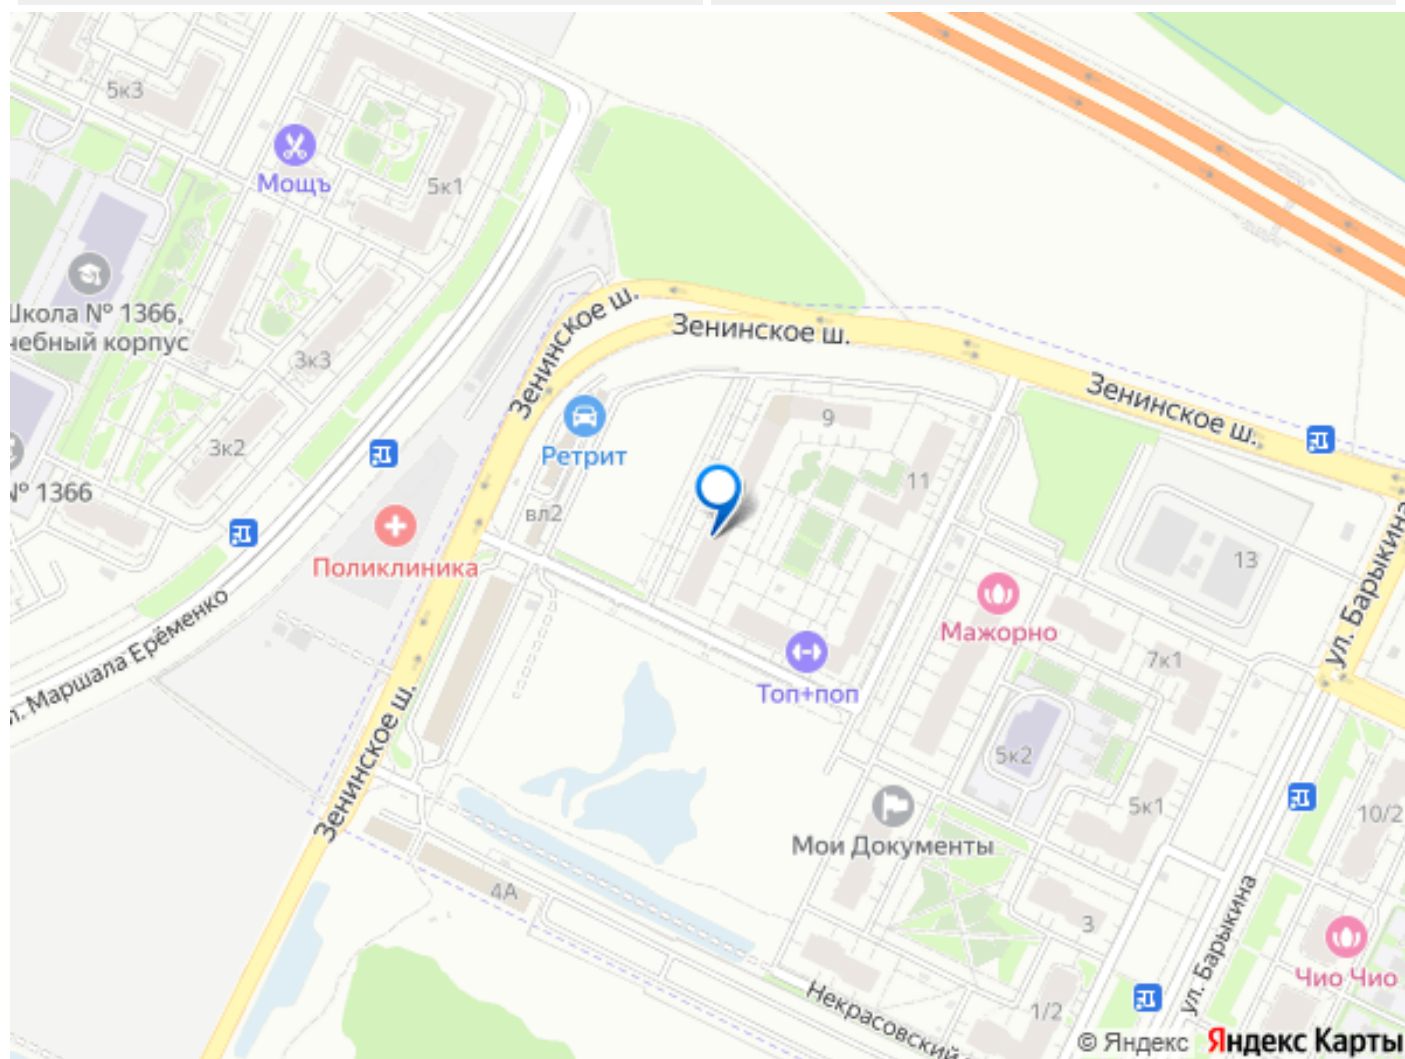 5к3
Мощъ
5к1
Школа № 1366,
чебный корпус
3к3
3к2
№ 1366
Зенинское ш.
Зенинское ш.
Зенинское ш.
9
11
Ретрит
вл2
Поликлиника
ул. Маршала Ерёменко
Зенинское ш.
13
ул. Барыкина
Мажорно
7к1
Топ+поп
5к2
5к1
Мои Документы
10/2
4А
3
ул. Барыкина
Чио Чио
Некрасовский
1/2
© Яндекс Яндекс Карты